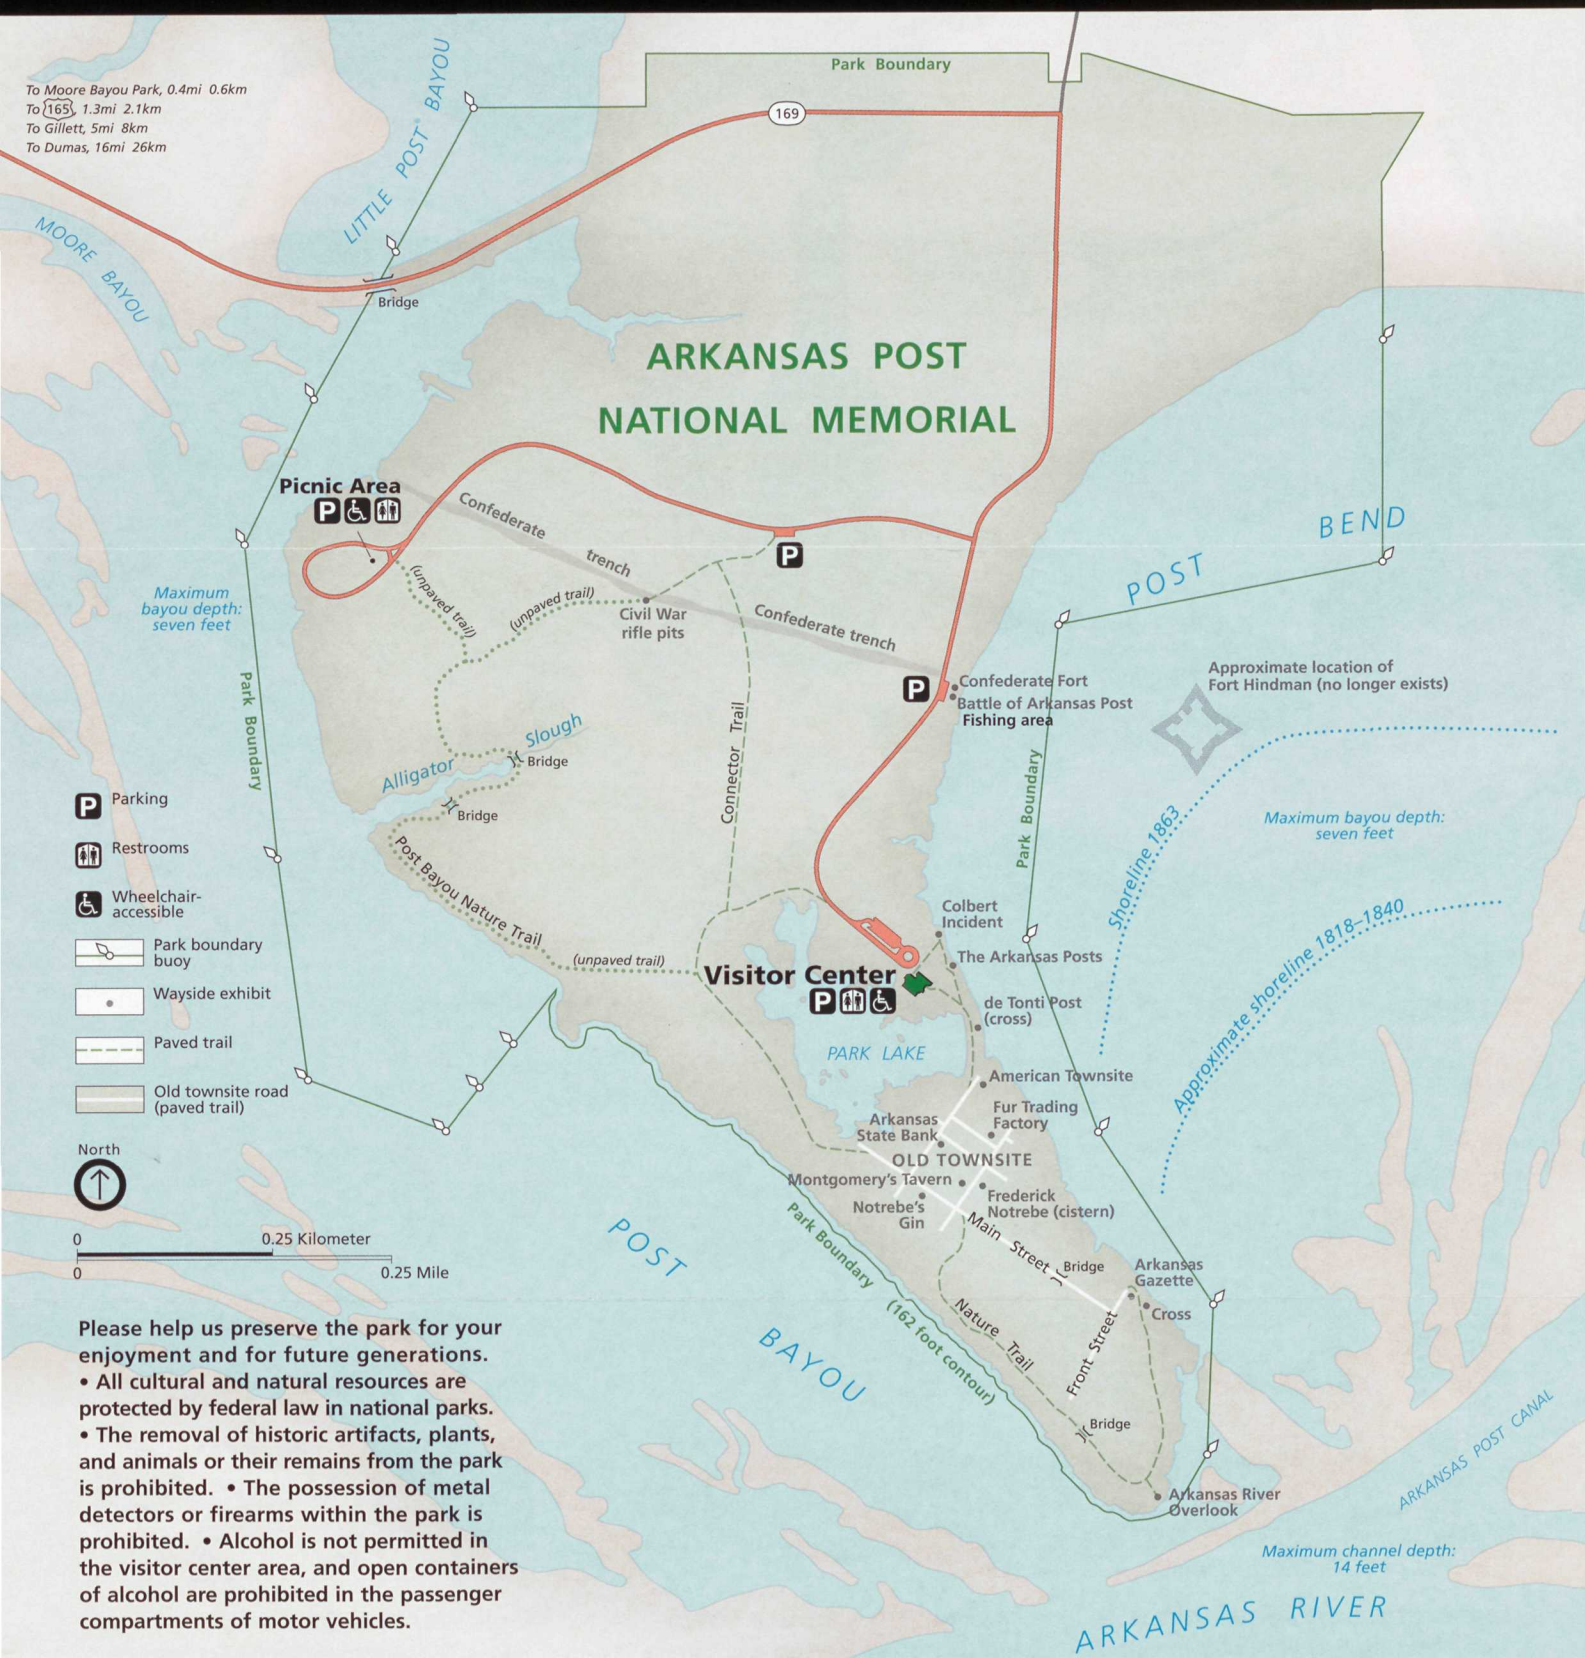 To Moore Bayou Park, 0.4mi 0.6km
To 165, 1.3mi 2.1km
To Gillett, 5mi 8km
To Dumas, 16mi 26km
LITTLE POST BAYOU
MOORE BAYOU
Park Boundary
169
Bridge
ARKANSAS POST
NATIONAL MEMORIAL
Picnic Area
P
Confederate
trench
P
(unpaved trail)
(unpaved trail)
Civil War
rifle pits
Confederate trench
POST BEND
Maximum
bayou depth:
seven feet
Park Boundary
P
Confederate Fort
Battle of Arkansas Post
Fishing area
Approximate location of
Fort Hindman (no longer exists)
Alligator
Slough
Bridge
Bridge
Connector Trail
Park Boundary
Shoreline 1863
Maximum bayou depth:
seven feet
Approximate shoreline 1818–1840
Post Bayou Nature Trail
(unpaved trail)
Colbert
Incident
The Arkansas Posts
Visitor Center
P
de Tonti Post
(cross)
PARK LAKE
American Townsite
Fur Trading
Factory
Arkansas
State Bank
OLD TOWNSITE
Montgomery's Tavern
Frederick
Notrebe (cistern)
Notrebe's
Gin
Main Street
Bridge
Arkansas
Gazette
Cross
Park Boundary (162 foot contour)
Nature Trail
Front Street
Bridge
Arkansas River
Overlook
POST
BAYOU
ARKANSAS POST CANAL
Maximum channel depth:
14 feet
ARKANSAS RIVER
P Parking
Restrooms
Wheelchair-
accessible
Park boundary
buoy
Wayside exhibit
Paved trail
Old townsite road
(paved trail)
North
0 0.25 Kilometer
0 0.25 Mile
Please help us preserve the park for your
enjoyment and for future generations.
• All cultural and natural resources are
protected by federal law in national parks.
• The removal of historic artifacts, plants,
and animals or their remains from the park
is prohibited. • The possession of metal
detectors or firearms within the park is
prohibited. • Alcohol is not permitted in
the visitor center area, and open containers
of alcohol are prohibited in the passenger
compartments of motor vehicles.